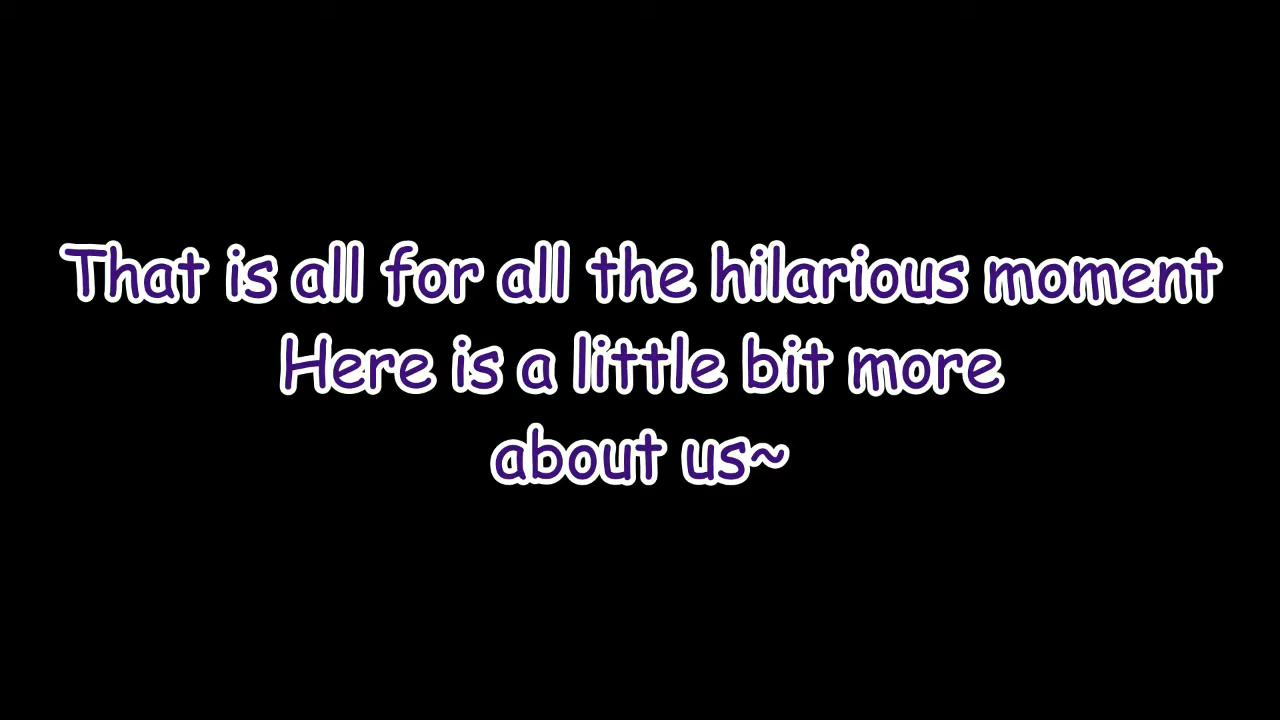 That is all for all the hilarious moment
Here is a little bit more
about us~